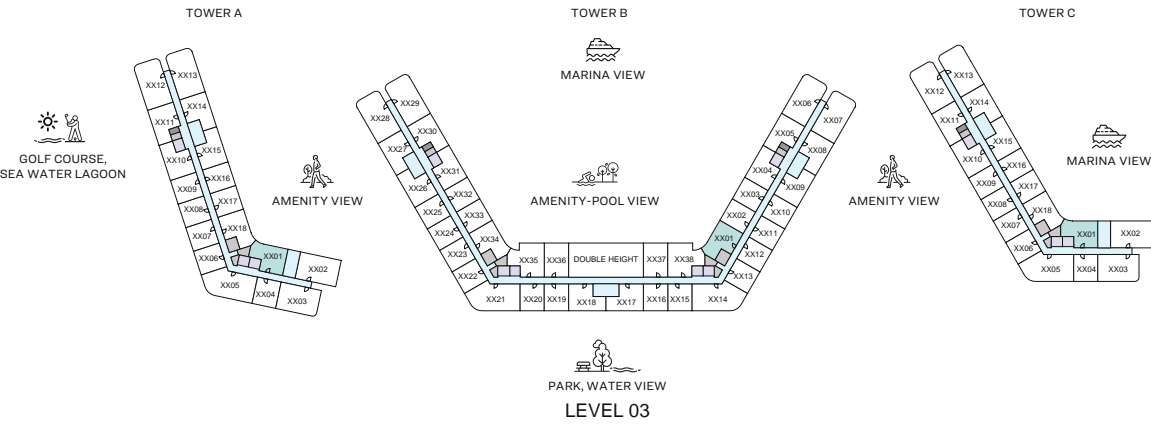 TOWER A
TOWER B
TOWER C
MARINA VIEW
GOLF COURSE,
SEA WATER LAGOON
AMENITY VIEW
AMENITY-POOL VIEW
AMENITY VIEW
MARINA VIEW
XX13
XX12
XX14
XX11
XX15
XX10
XX16
XX09
XX17
XX08
XX18
XX07
XX06
XX01
XX02
XX05
XX04
XX03
XX29
XX28
XX30
XX27
XX31
XX26
XX32
XX25
XX33
XX24
XX34
XX23
XX22
XX35
XX36
DOUBLE HEIGHT
XX37
XX38
XX21
XX20
XX19
XX18
XX17
XX16
XX15
XX14
XX06
XX07
XX05
XX08
XX04
XX09
XX03
XX10
XX02
XX11
XX01
XX12
XX13
XX13
XX12
XX14
XX11
XX15
XX10
XX16
XX09
XX17
XX08
XX18
XX07
XX06
XX01
XX02
XX05
XX04
XX03
PARK, WATER VIEW
LEVEL 03